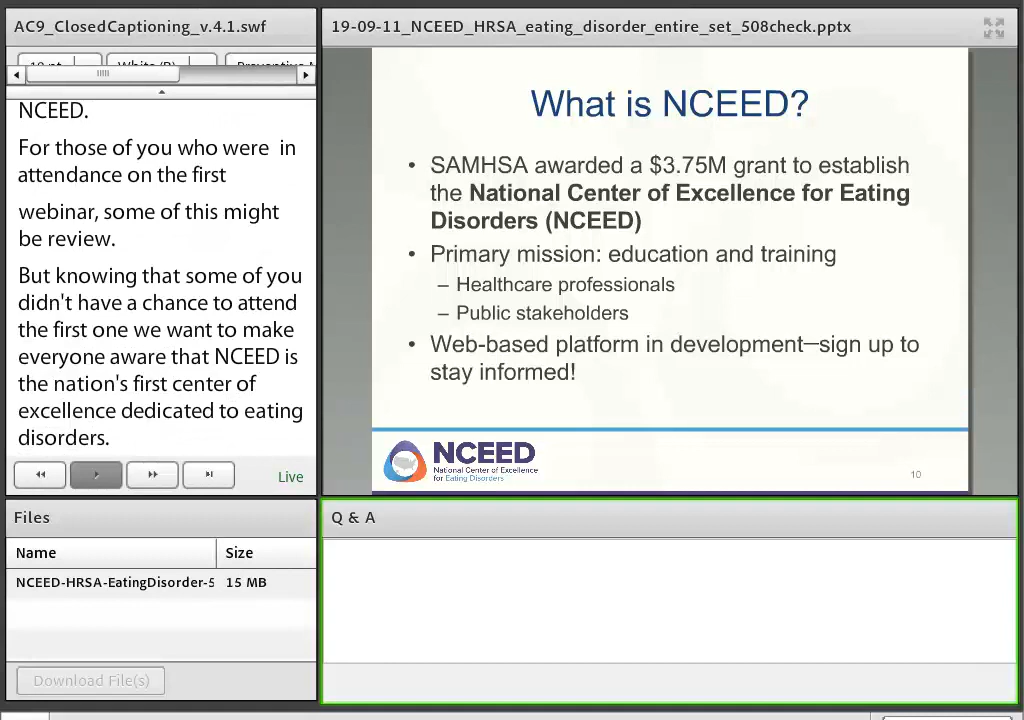 AC9_ClosedCaptioning_v.4.1.swf
NCEED.
For those of you who were in
attendance on the first
webinar, some of this might
be review.
But knowing that some of you
didn't have a chance to attend
the first one we want to make
everyone aware that NCEED is
the nation's first center of
excellence dedicated to eating
disorders.
Live
19-09-11_NCEED_HRSA_eating_disorder_entire_set_508check.pptx
What is NCEED?
• SAMHSA awarded a $3.75M grant to establish
the National Center of Excellence for Eating
Disorders (NCEED)
• Primary mission: education and training
– Healthcare professionals
– Public stakeholders
• Web-based platform in development—sign up to
stay informed!
NCEED
National Center of Excellence
for Eating Disorders
10
Files
Name Size
NCEED-HRSA-EatingDisorder-5 15 MB
Download File(s)
Q & A